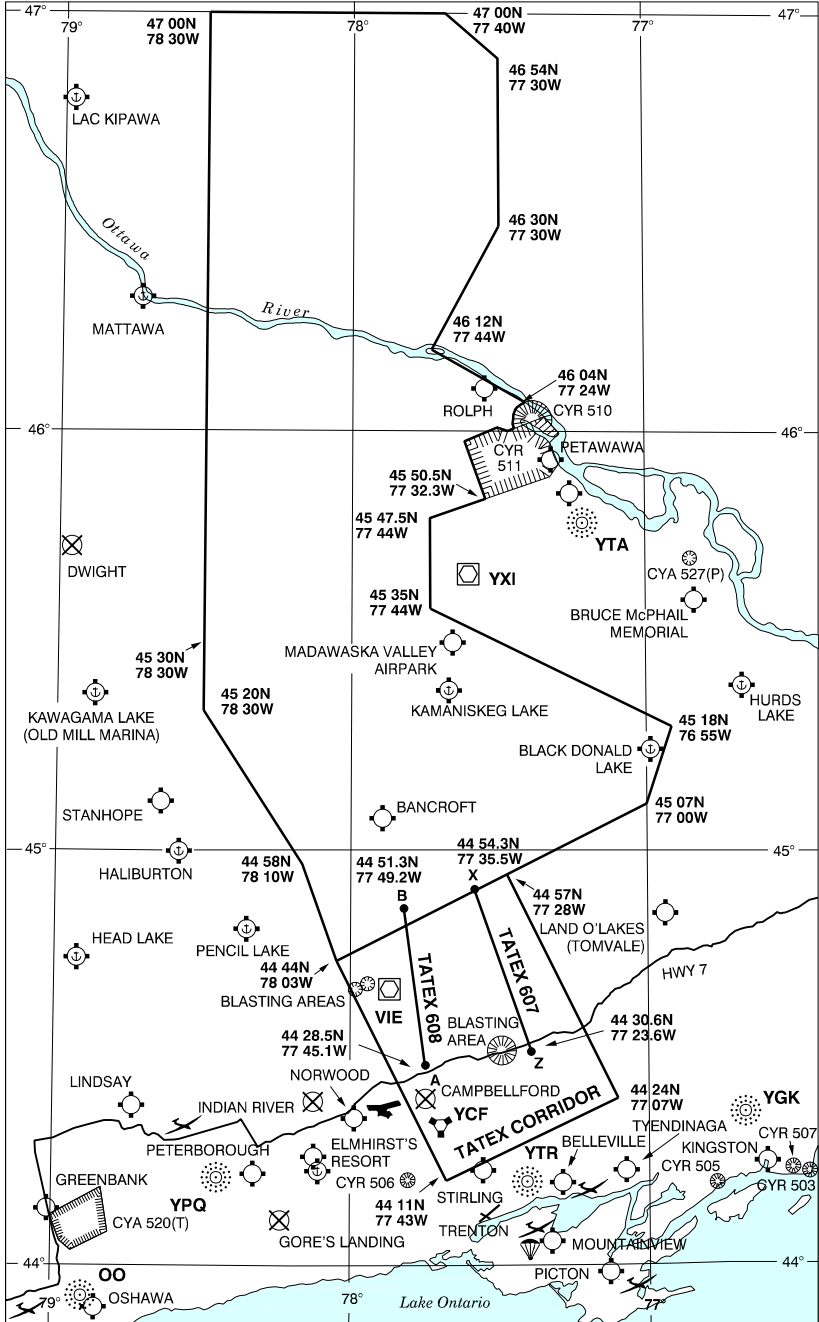 47°
79°
47 00N
78 30W
78°
47 00N
77 40W
77°
47°
46 54N
77 30W
LAC KIPAWA
Ottawa
46 30N
77 30W
River
MATTAWA
46 12N
77 44W
46 04N
77 24W
ROLPH
CYR 510
46°
46°
CYR
511
PETAWAWA
45 50.5N
77 32.3W
45 47.5N
77 44W
YTA
DWIGHT
YXI
CYA 527(P)
45 35N
77 44W
BRUCE McPHAIL
MEMORIAL
45 30N
78 30W
MADAWASKA VALLEY
AIRPARK
45 20N
78 30W
KAMANISKEG LAKE
HURDS
LAKE
KAWAGAMA LAKE
(OLD MILL MARINA)
45 18N
76 55W
BLACK DONALD
LAKE
45 07N
77 00W
STANHOPE
BANCROFT
45°
45°
HALIBURTON
44 58N
78 10W
44 51.3N
77 49.2W
44 54.3N
77 35.5W
B
X
44 57N
77 28W
LAND O'LAKES
(TOMVALE)
HEAD LAKE
PENCIL LAKE
44 44N
78 03W
BLASTING AREAS
VIE
TATEX 608
TATEX 607
HWY 7
44 28.5N
77 45.1W
BLASTING
AREA
44 30.6N
77 23.6W
A
Z
NORWOOD
LINDSAY
INDIAN RIVER
CAMPBELLFORD
YCF
TATEX CORRIDOR
44 24N
77 07W
YGK
TYENDINAGA
PETERBOROUGH
ELMHIRST'S
RESORT
YTR
BELLEVILLE
KINGSTON
CYR 507
GREENBANK
YPQ
CYR 506
STIRLING
CYR 505
CYR 503
CYA 520(T)
44 11N
77 43W
GORE'S LANDING
TRENTON
MOUNTAINVIEW
44°
44°
OO
PICTON
OSHAWA
79°
78°
Lake Ontario
77°